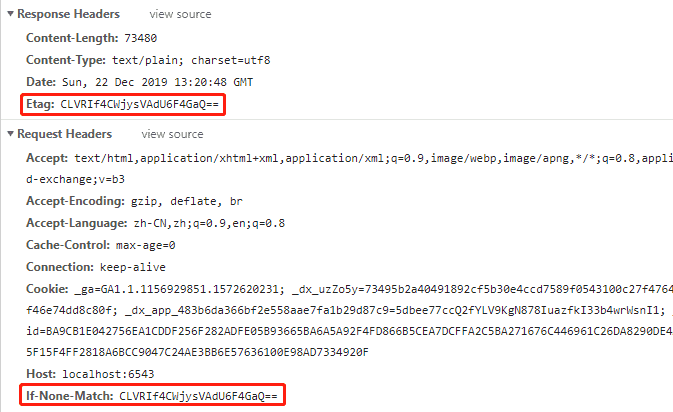 Response Headers view source
Content-Length: 73480
Content-Type: text/plain; charset=utf8
Date: Sun, 22 Dec 2019 13:20:48 GMT
Etag: CLVRIf4CWjysVAdU6F4GaQ==
Request Headers view source
Accept: text/html,application/xhtml+xml,application/xml;q=0.9,image/webp,image/apng,*/*;q=0.8,appli
d-exchange;v=b3
Accept-Encoding: gzip, deflate, br
Accept-Language: zh-CN,zh;q=0.9,en;q=0.8
Cache-Control: max-age=0
Connection: keep-alive
Cookie: _ga=GA1.1.1156929851.1572620231; _dx_uzZo5y=73495b2a40491892cf5b30e4ccd7589f0543100c27f4764
f46e74dd8c80f; _dx_app_483b6da366bf2e558aae7fa1b29d87c9=5dbee77ccQ2fYLV9KgN878IuazfkI33b4wrWsnI1;
id=BA9CB1E042756EA1CDDF256F282ADFE05B93665BA6A5A92F4FD866B5CEA7DCFFA2C5BA271676C446961C26DA8290DE4
5F15F4FF2818A6BCC9047C24AE3BB6E57636100E98AD7334920F
Host: localhost:6543
If-None-Match: CLVRIf4CWjysVAdU6F4GaQ==